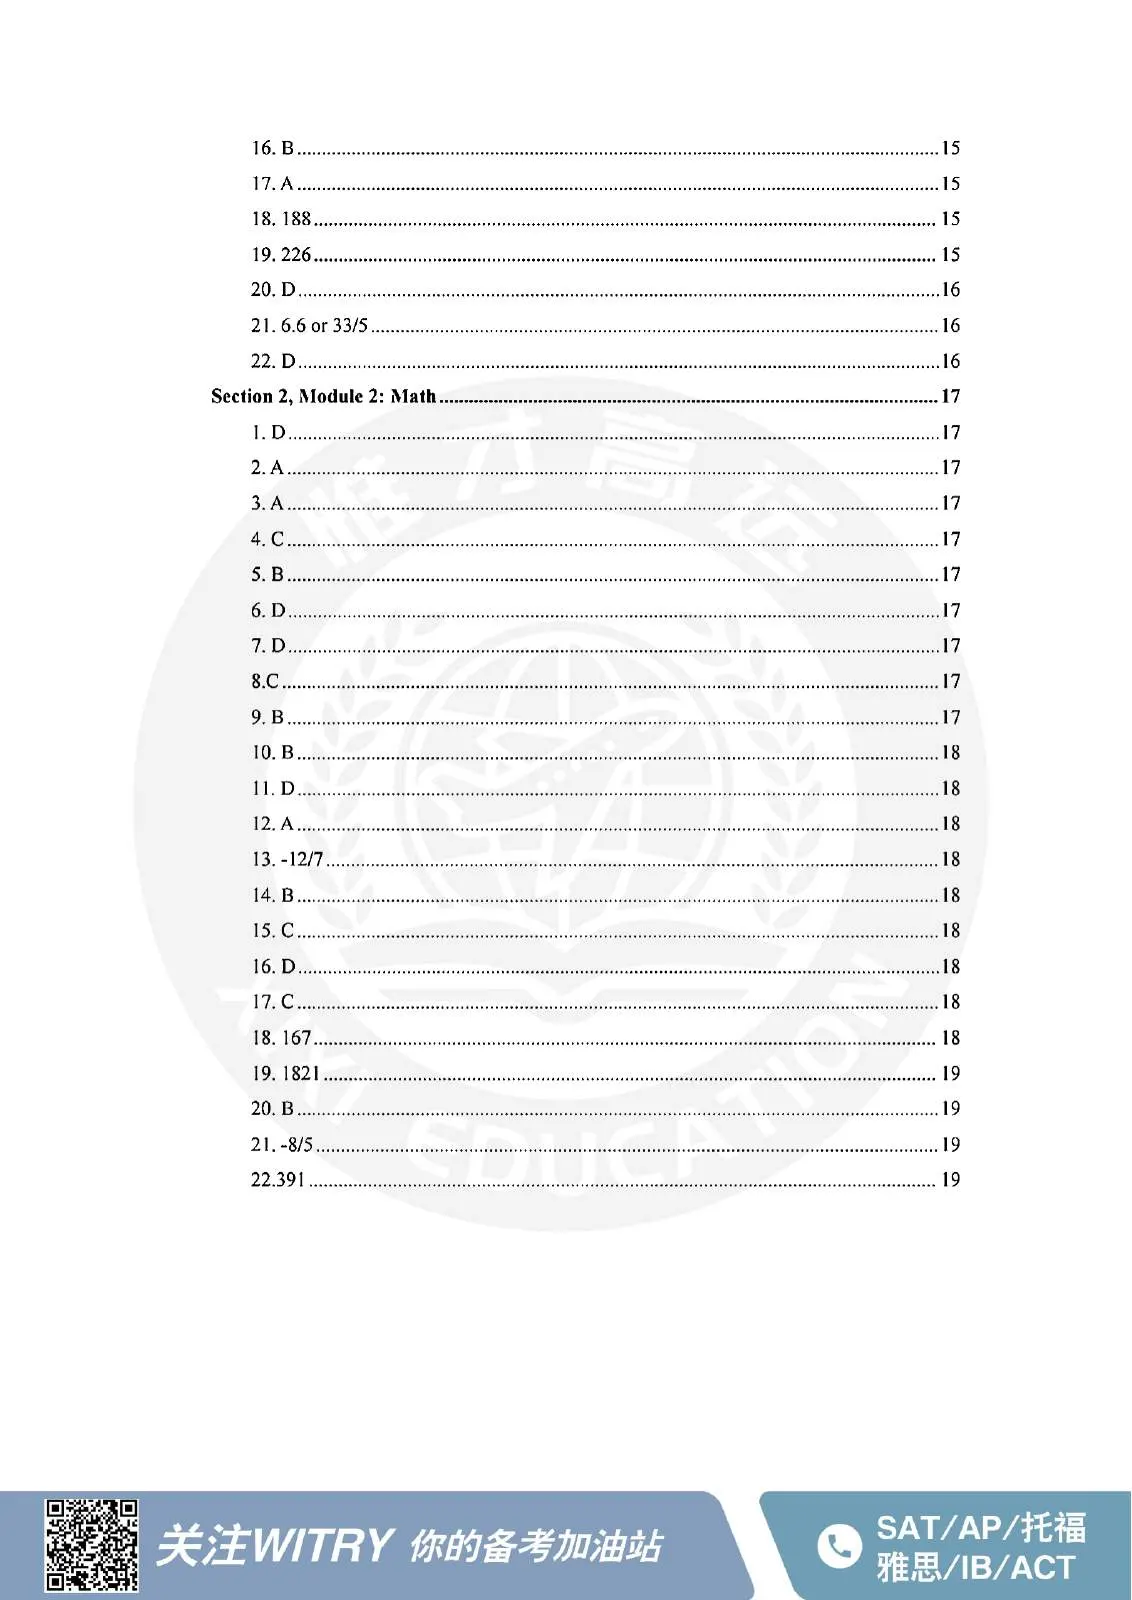 16. B........15
17. A........15
18. 188........15
19. 226........15
20. D........16
21. 6.6 or 33/5........16
22. D........16
Section 2, Module 2: Math........17
1. D........17
2. A........17
3. A........17
4. C........17
5. B........17
6. D........17
7. D........17
8.C........17
9. B........17
10. B........18
11. D........18
12. A........18
13. -12/7........18
14. B........18
15. C........18
16. D........18
17. C........18
18. 167........18
19. 1821........19
20. B........19
21. -8/5........19
22.391........19
EDUCATION
关注WITRY 你的备考加油站
SAT/AP/托福
雅思/IB/ACT